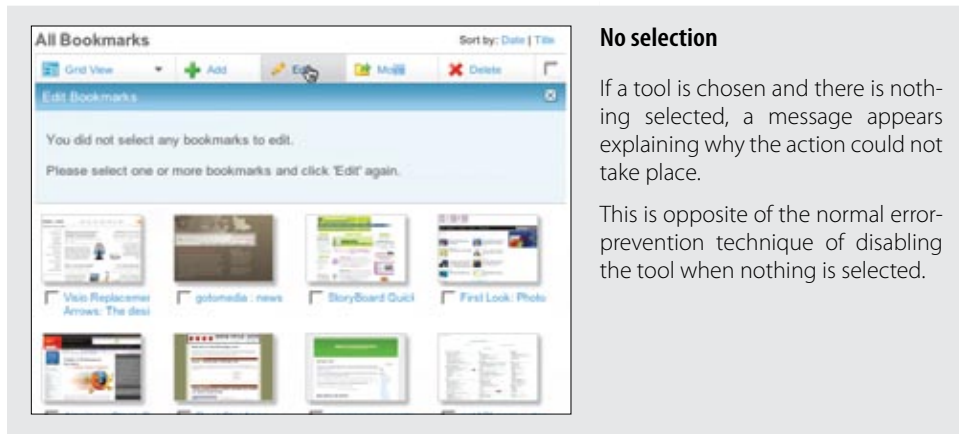 All Bookmarks
Sort by: Date | Title
Grid View
Add
Edit
Move
Delete
Edit Bookmarks
You did not select any bookmarks to edit.
Please select one or more bookmarks and click 'Edit' again.
Visio Replacemer
Arrows: The desi
gotomedia . news
StoryBoard Quick
First Look: Photo
No selection
If a tool is chosen and there is noth-
ing selected, a message appears
explaining why the action could not
take place.
This is opposite of the normal error-
prevention technique of disabling
the tool when nothing is selected.